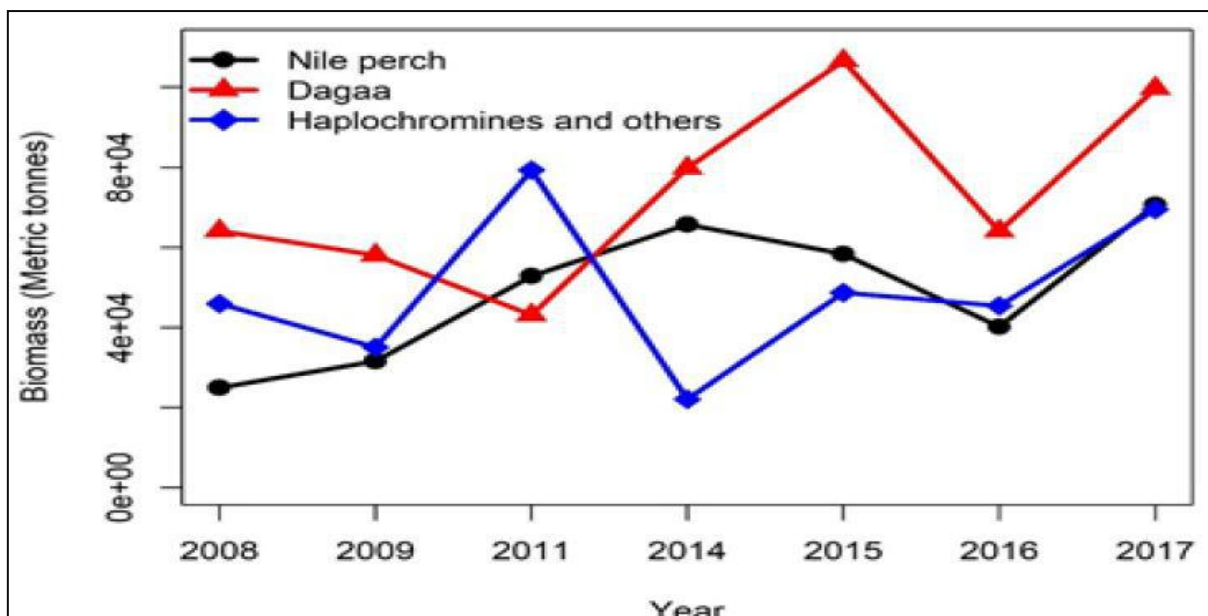 Nile perch
Dagaa
Haplochromines and others
Biomass (Metric tonnes)
8e+04
4e+04
0e+00
2008 2009 2011 2014 2015 2016 2017
Year